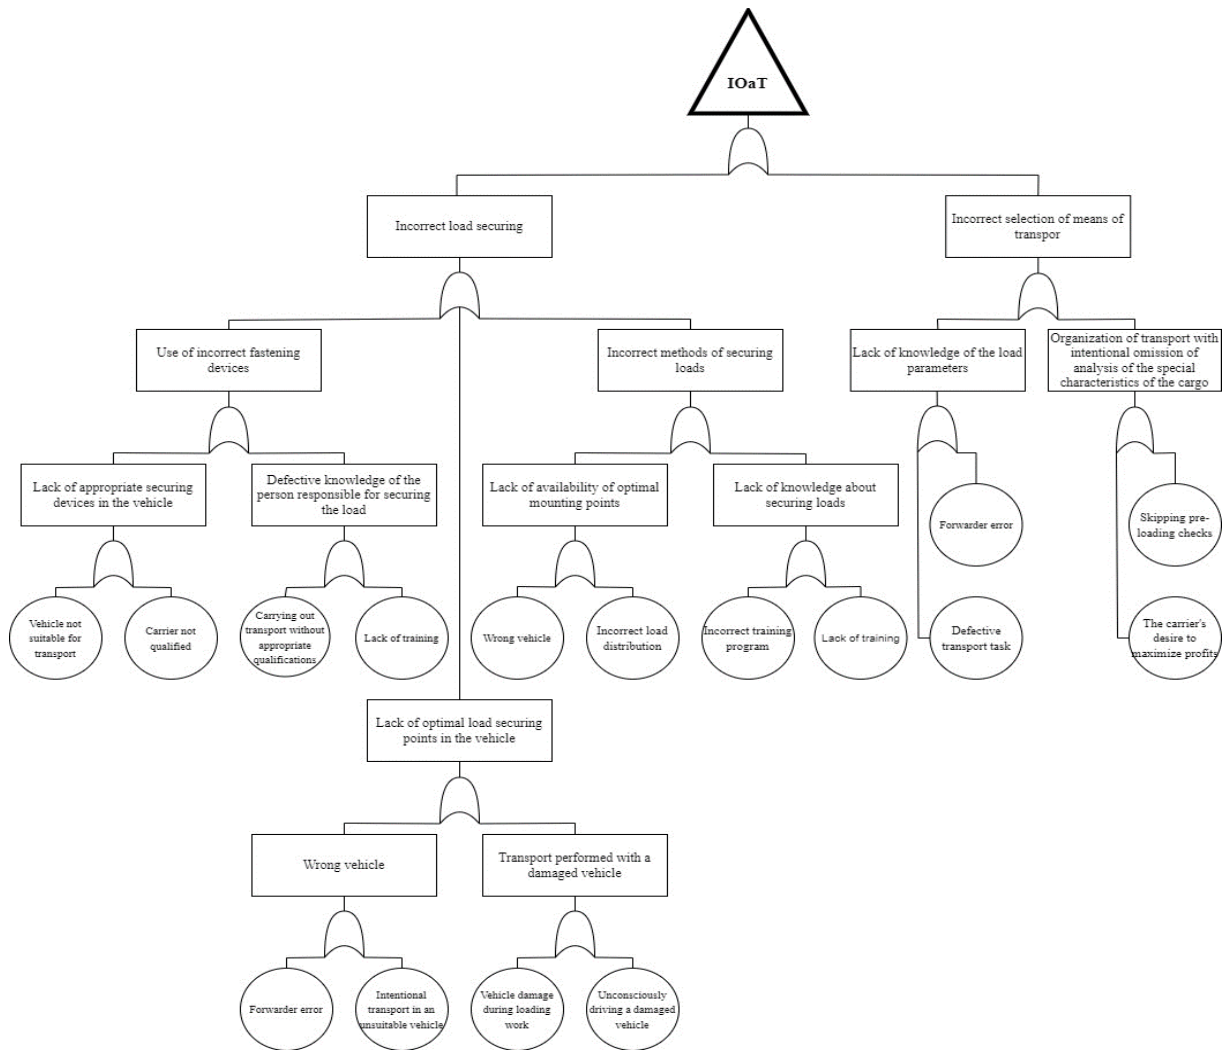 IOaT
Incorrect load securing
Incorrect selection of means of
transpor
Use of incorrect fastening
devices
Incorrect methods of securing
loads
Lack of knowledge of the load
parameters
Organization of transport with
intentional omission of
analysis of the special
characteristics of the cargo
Lack of appropriate securing
devices in the vehicle
Defective knowledge of the
person responsible for securing
the load
Lack of availability of optimal
mounting points
Lack of knowledge about
securing loads
Forwarder error
Skipping pre-
loading checks
Vehicle not
suitable for
transport
Carrier not
qualified
Carrying out
transport without
appropriate
qualifications
Lack of training
Wrong vehicle
Incorrect load
distribution
Incorrect training
program
Lack of training
Defective
transport task
The carrier's
desire to
maximize profits
Lack of optimal load securing
points in the vehicle
Wrong vehicle
Transport performed with a
damaged vehicle
Forwarder error
Intentional
transport in an
unsuitable vehicle
Vehicle damage
during loading
work
Unconsciously
driving a damaged
vehicle